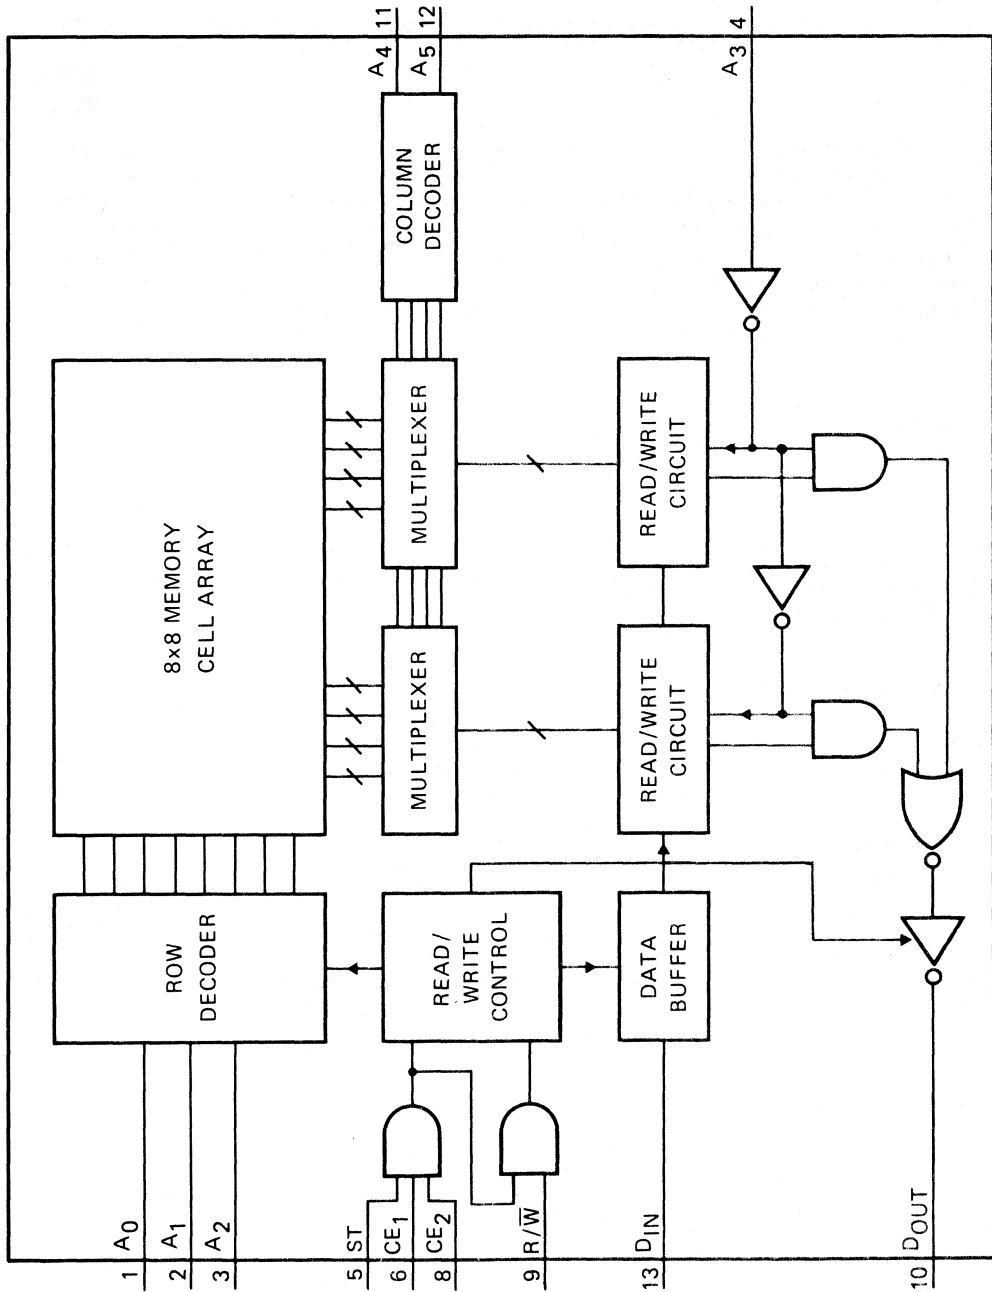 1 A0
2 A1
3 A2
5 ST
6 CE1
8 CE2
9 R/W̅
13 DIN
10 DOUT
ROW
DECODER
READ/
WRITE
CONTROL
DATA
BUFFER
8x8 MEMORY
CELL ARRAY
MULTIPLEXER
MULTIPLEXER
READ/WRITE
CIRCUIT
READ/WRITE
CIRCUIT
COLUMN
DECODER
A4 11
A5 12
A3 4